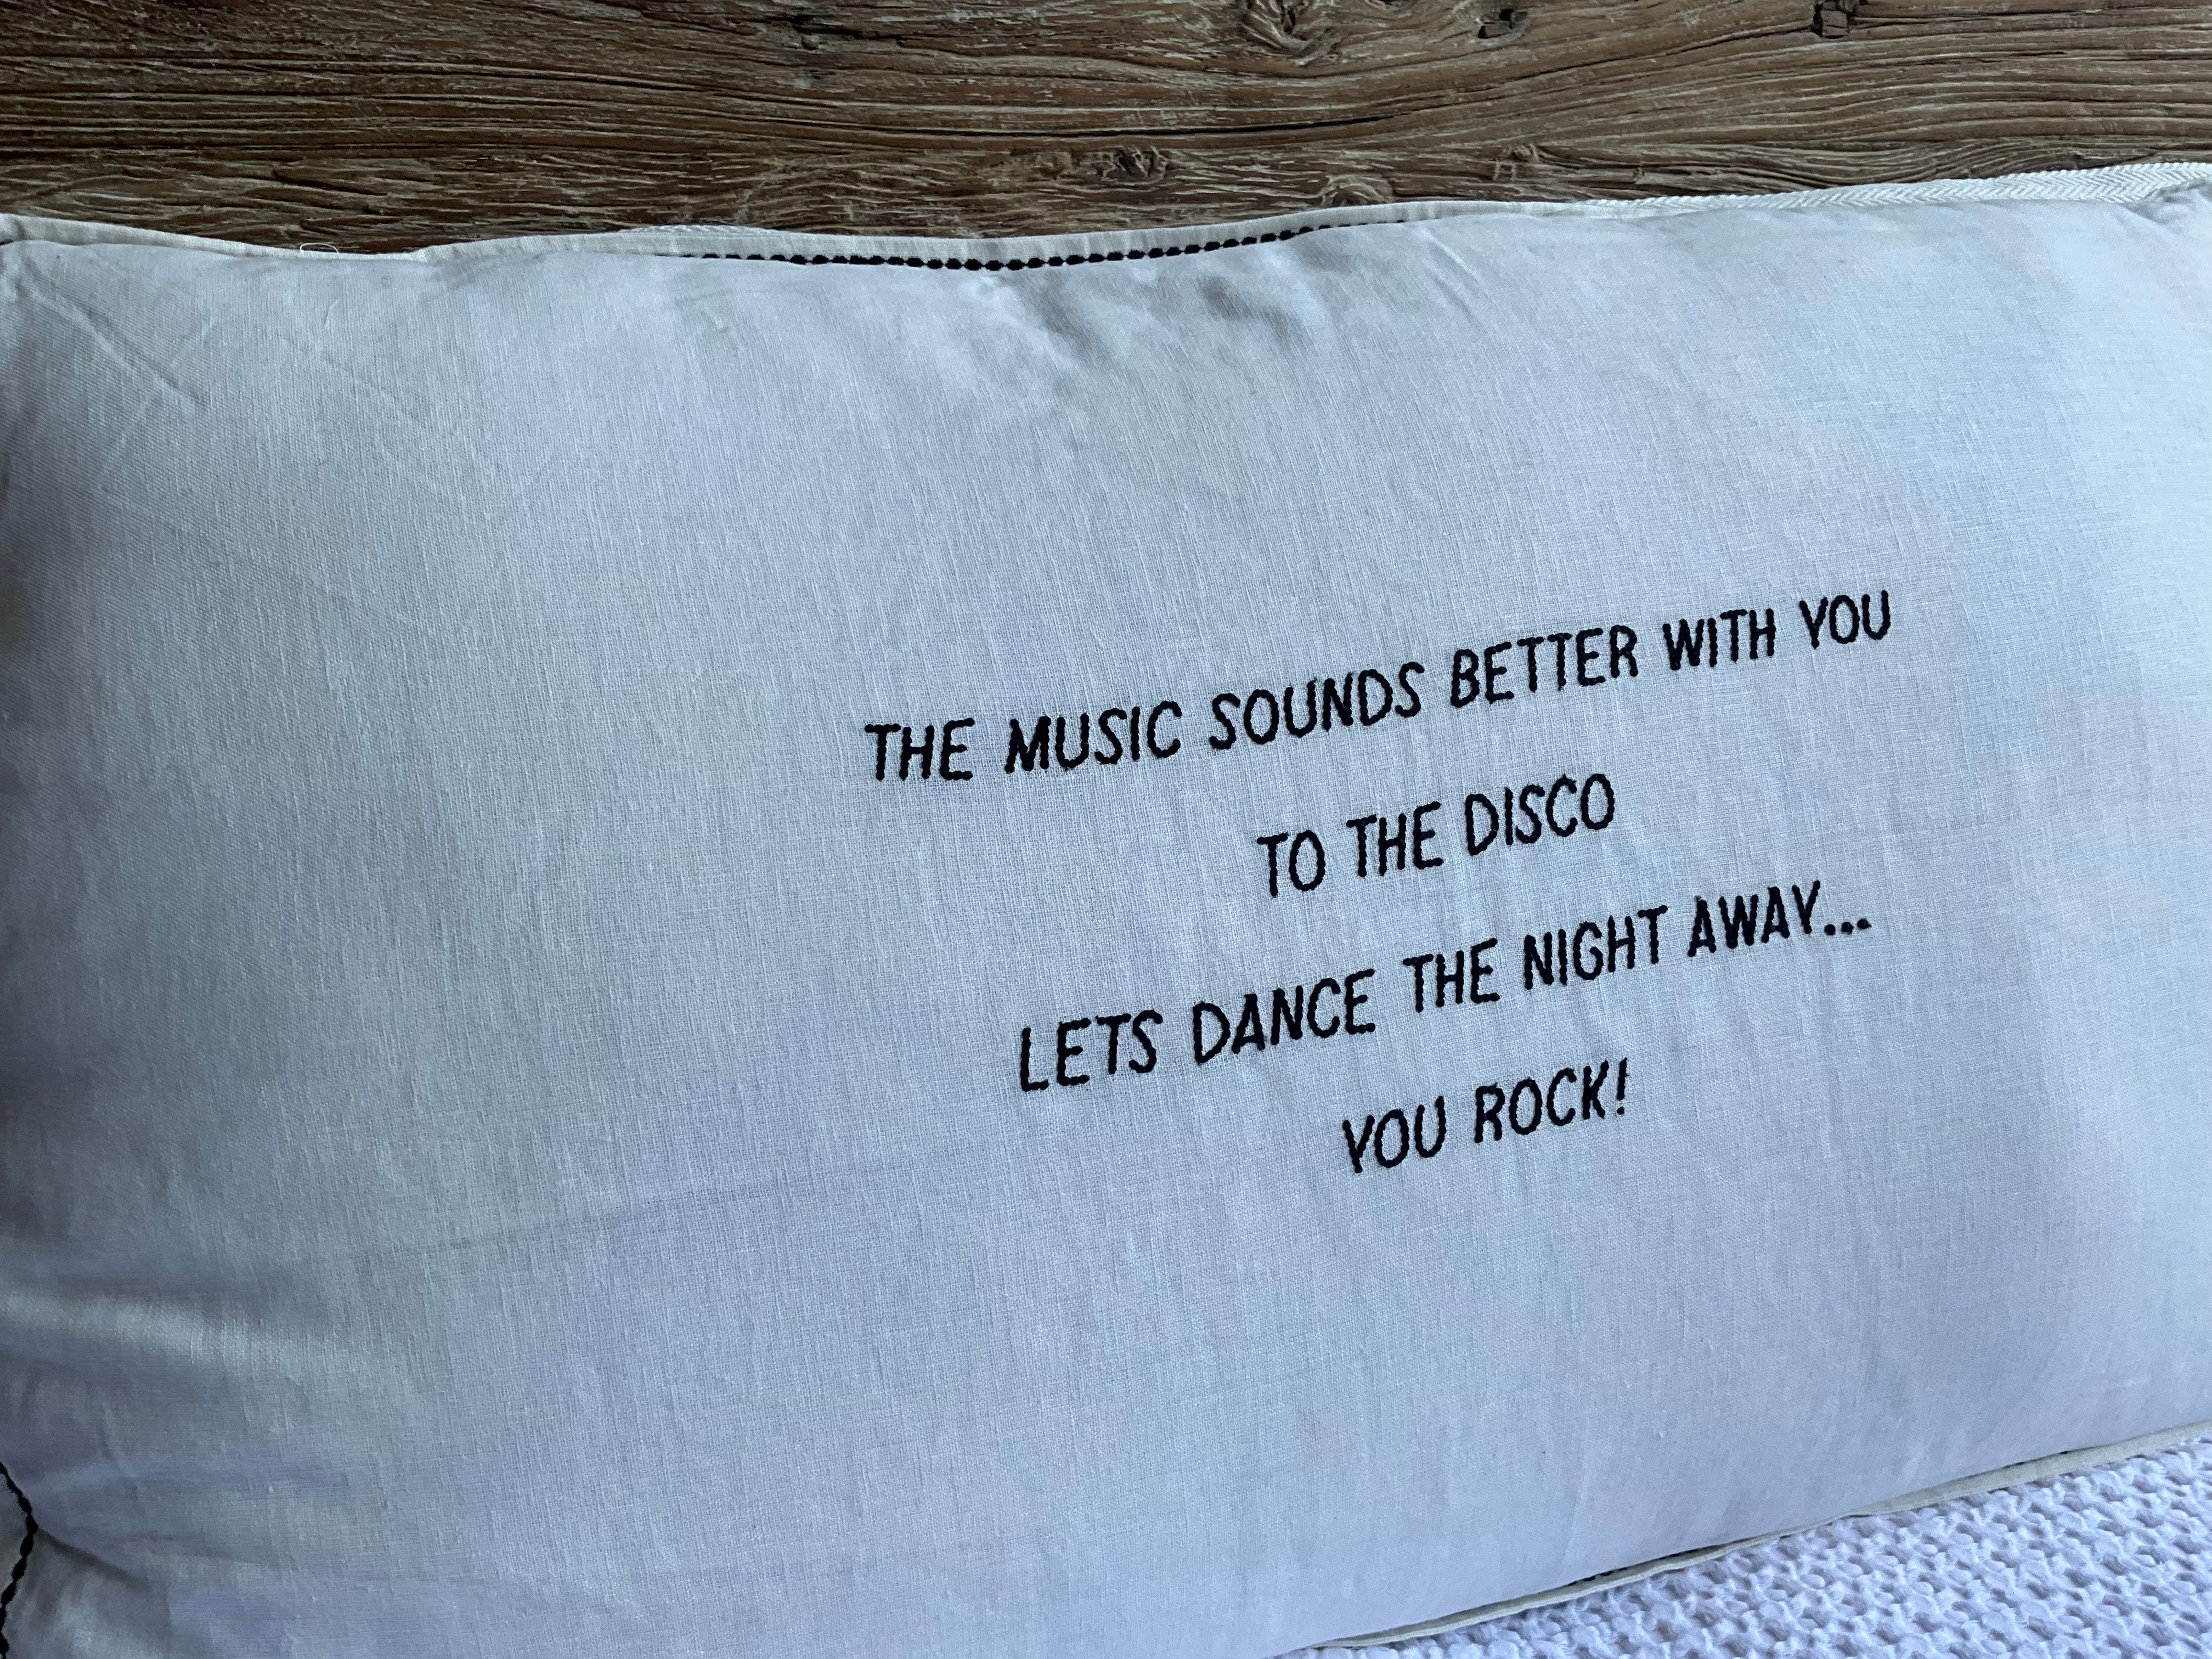 THE MUSIC SOUNDS BETTER WITH YOU
TO THE DISCO
LETS DANCE THE NIGHT AWAY...
YOU ROCK!